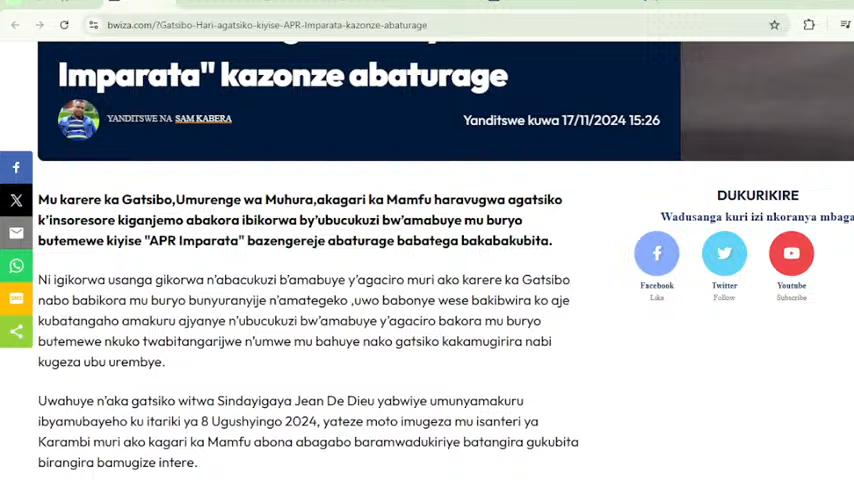 bwiza.com/?Gatsibo-Hari-agatsiko-kiyise-APR-Imparata-kazonze-abaturage
Imparata" kazonze abaturage
YANDITSWE NA SAM KABERA
Yanditswe kuwa 17/11/2024 15:26
Mu karere ka Gatsibo,Umurenge wa Muhura,akagari ka Mamfu haravugwa agatsiko
k'insoresore kiganjemo abakora ibikorwa by'ubucukuzi bw'amabuye mu buryo
butemewe kiyise "APR Imparata" bazengereje abaturage babatega bakabakubita.
Ni igikorwa usanga gikorwa n'abacukuzi b'amabuye y'agaciro muri ako karere ka Gatsibo
nabo babikora mu buryo bunyuranyije n'amategeko ,uwo babonye wese bakibwira ko aje
kubatangaho amakuru ajyanye n'ubucukuzi bw'amabuye y'agaciro bakora mu buryo
butemewe nkuko twabitangarijwe n'umwe mu bahuye nako gatsiko kakamugirira nabi
kugeza ubu urembye.
Uwahuye n'aka gatsiko witwa Sindayigaya Jean De Dieu yabwiye umunyamakuru
ibyamubayeho ku itariki ya 8 Ugushyingo 2024, yateze moto imugeza mu isanteri ya
Karambi muri ako kagari ka Mamfu abona abagabo baramwadukiriye batangira gukubita
birangira bamugize intere.
DUKURIKIRE
Wadusanga kuri izi nkoranya mbaga
Facebook Twitter Youtube
Like Follow Subscribe
SMS